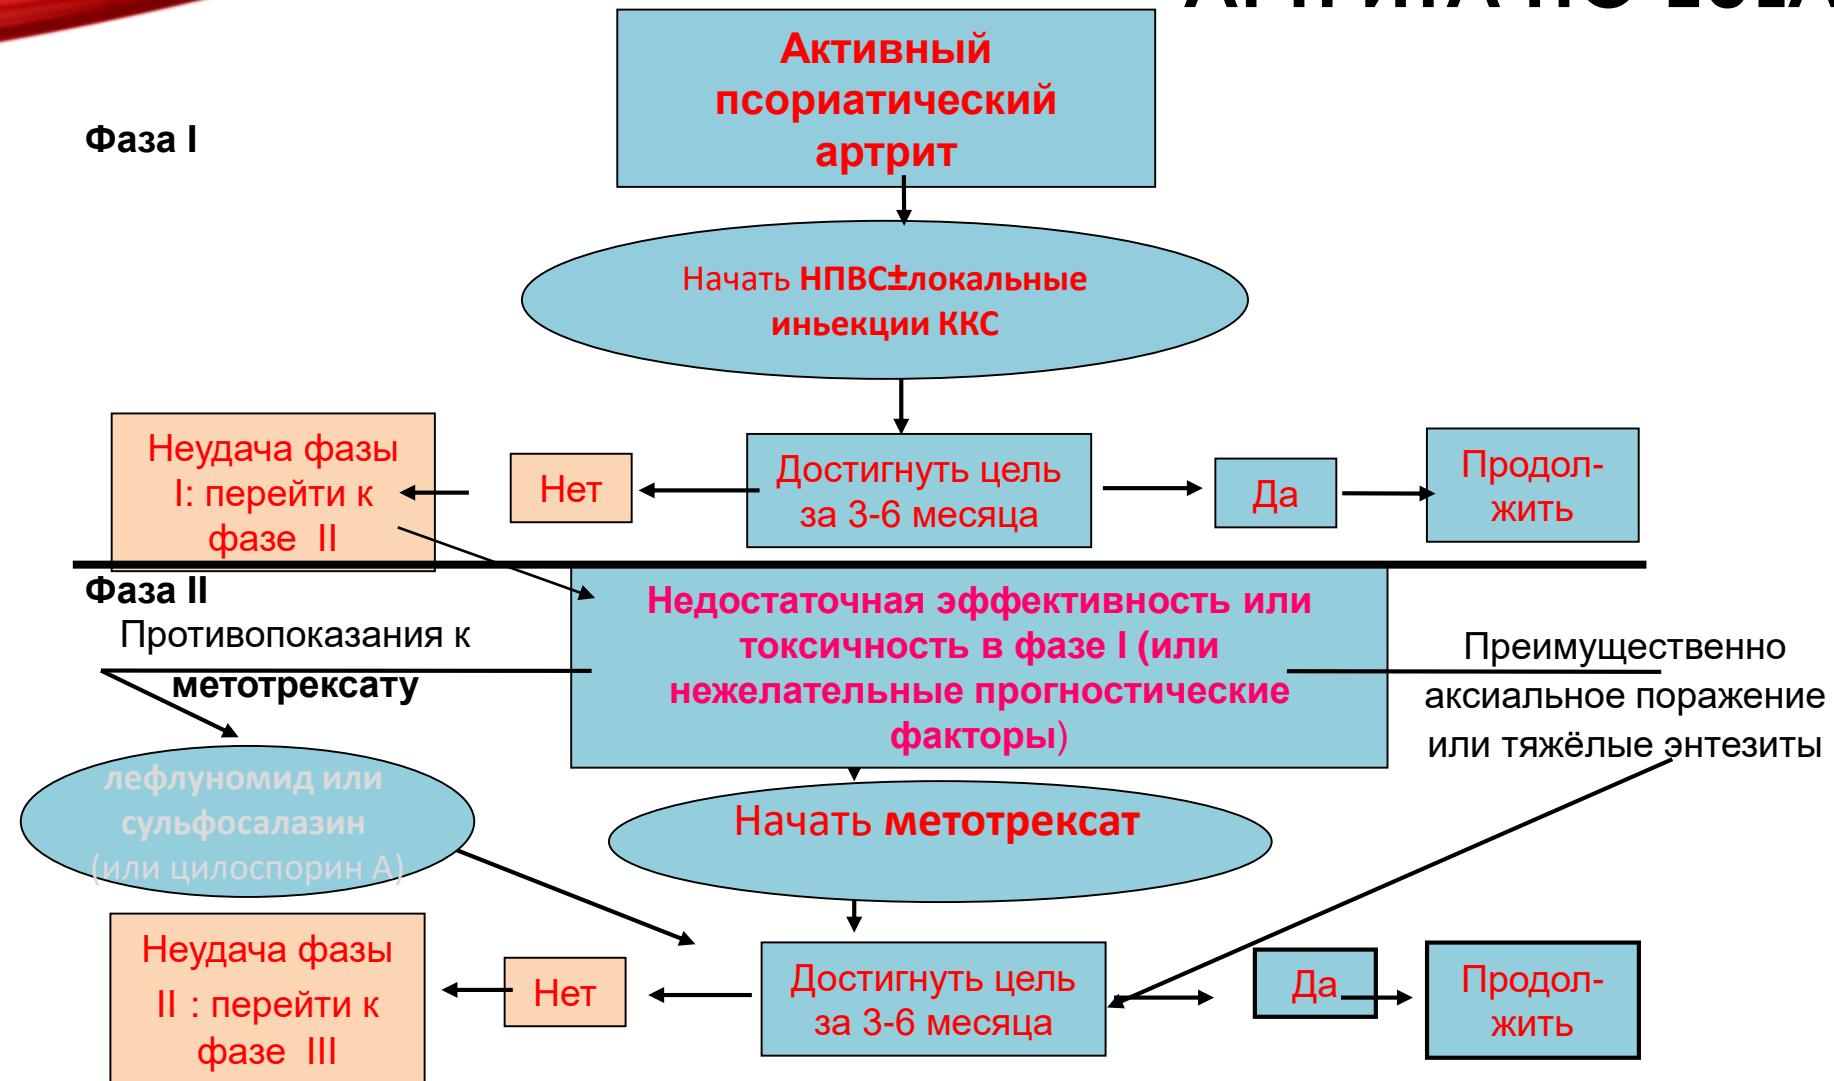 Активный
псориатический
артрит
Фаза I
Начать НПВС±локальные
иньекции ККС
Неудача фазы
I: перейти к
фазе II
Нет
Достигнуть цель
за 3-6 месяца
Да
Продол-
жить
Фаза II
Противопоказания к
метотрексату
Недостаточная эффективность или
токсичность в фазе I (или
нежелательные прогностические
факторы)
Преимущественно
аксиальное поражение
или тяжёлые энтезиты
лефлуномид или
сульфосалазин
(или цилоспорин А)
Начать метотрексат
Неудача фазы
II : перейти к
фазе III
Нет
Достигнуть цель
за 3-6 месяца
Да
Продол-
жить